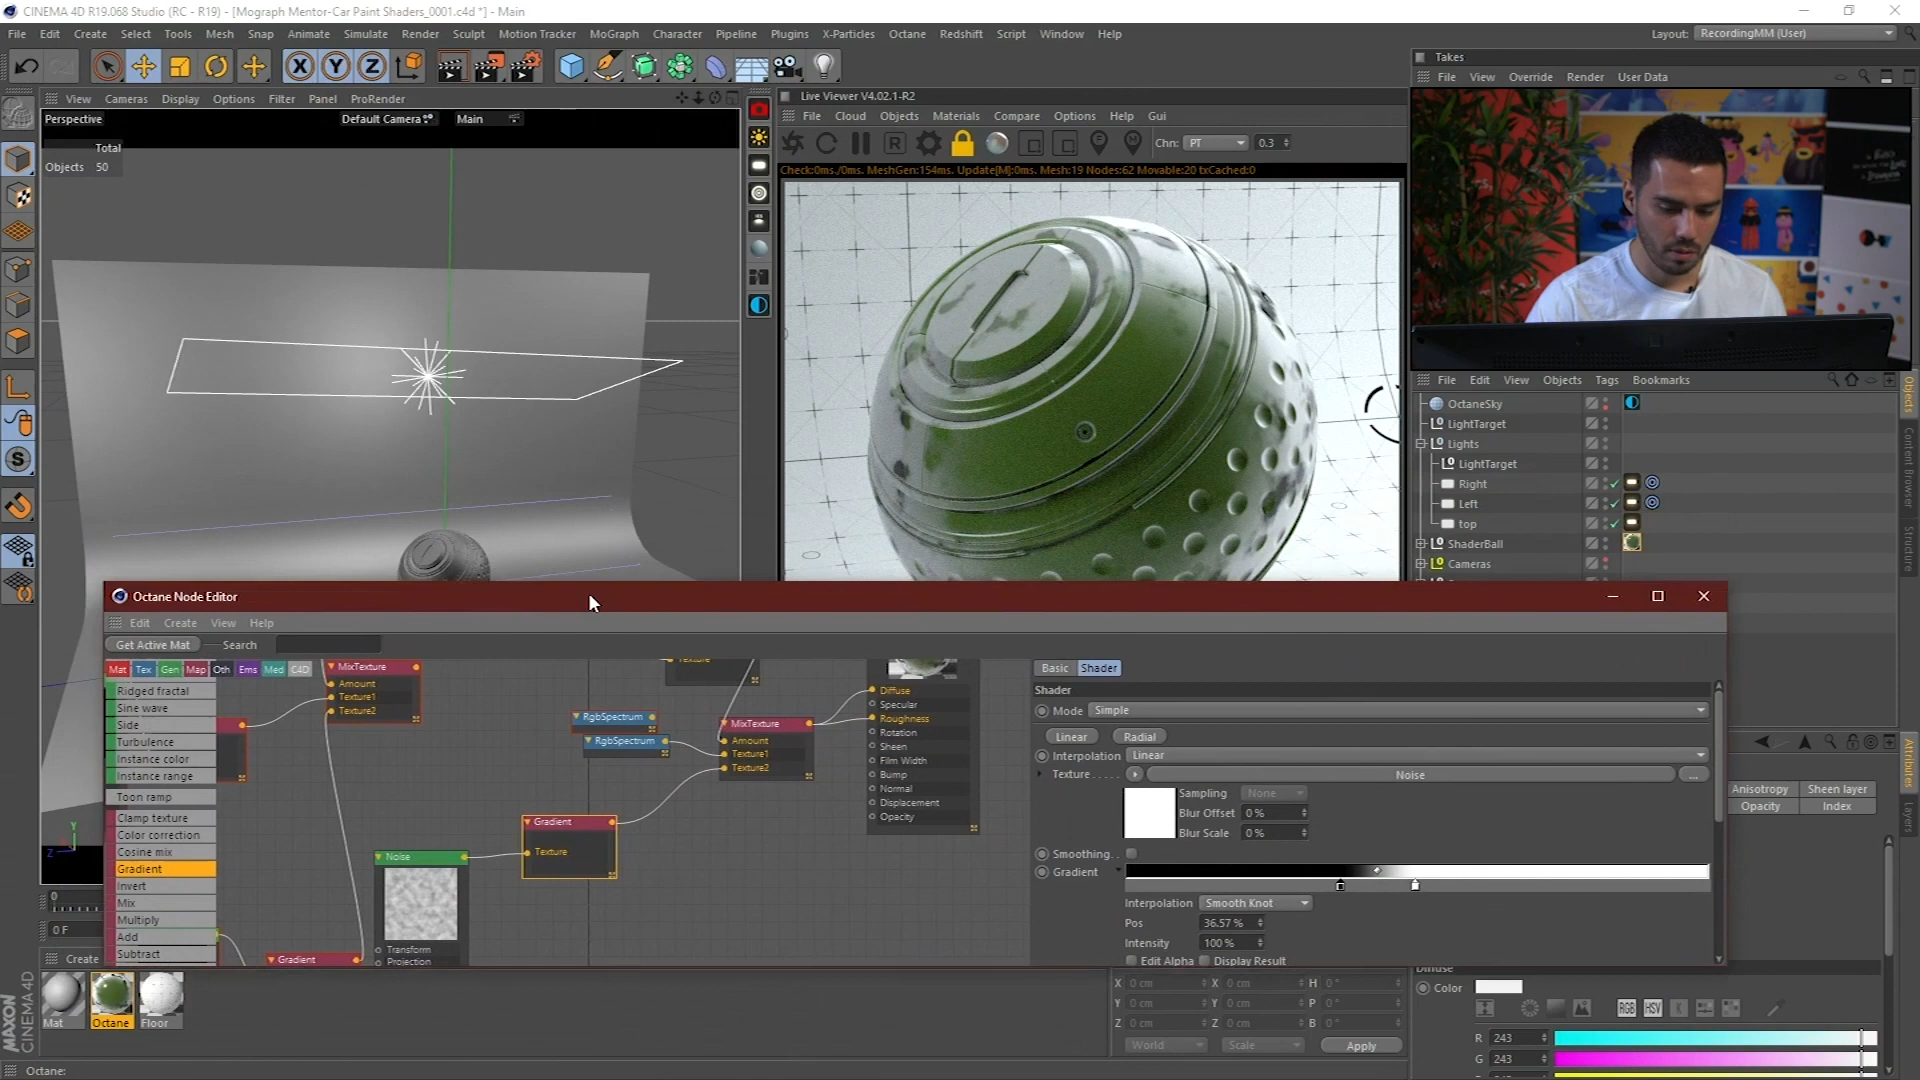 CINEMA 4D R19.068 Studio (RC - R19) - [Mograph Mentor-Car Paint Shaders_0001.c4d *] - Main
File Edit Create Select Tools Mesh Snap Animate Simulate Render Sculpt Motion Tracker MoGraph Character Pipeline Plugins X-Particles Octane Redshift Script Window Help
Layout: RecordingMM (User)
X Y Z
View Cameras Display Options Filter Panel ProRender
Perspective
Default Camera
Main
Total
Objects 50
Live Viewer V4.02.1-R2
File Cloud Objects Materials Compare Options Help Gui
R
Chn: PT 0.3
Check:0ms./0ms. MeshGen:154ms. Update[M]:0ms. Mesh:19 Nodes:62 Movable:20 txCached:0
Takes
File View Override Render User Data
File Edit View Objects Tags Bookmarks
OctaneSky
LightTarget
Lights
LightTarget
Right
Left
top
ShaderBall
Cameras
Objects
Content Browser
Structure
Attributes
Layers
Octane Node Editor
Edit Create View Help
Get Active Mat Search
Mat Tex Gen Map Oth Ems Med C4D
Ridged fractal
Sine wave
Side
Turbulence
Instance color
Instance range
Toon ramp
Clamp texture
Color correction
Cosine mix
Gradient
Invert
Mix
Multiply
Add
Subtract
MixTexture
Amount
Texture1
Texture2
Texture
RgbSpectrum
RgbSpectrum
MixTexture
Amount
Texture1
Texture2
Gradient
Texture
Noise
Transform
Projection
Gradient
Diffuse
Specular
Roughness
Rotation
Sheen
Film Width
Bump
Normal
Displacement
Opacity
Basic Shader
Shader
Mode Simple
Linear Radial
Interpolation Linear
Texture . . . . . Noise ...
Sampling None
Blur Offset 0 %
Blur Scale 0 %
Smoothing. .
Gradient
Interpolation Smooth Knot
Pos 36.57 %
Intensity 100 %
Edit Alpha Display Result
Anisotropy Sheen layer
Opacity Index
Y
Z
0
0 F
Create
Mat
Octane
Floor
MAXON
CINEMA 4D
X 0 cm X 0 cm H 0 °
Y 0 cm Y 0 cm P 0 °
Z 0 cm Z 0 cm B 0 °
World Scale Apply
Diffuse
Color
RGB HSV K
R 243
G 243
Octane: